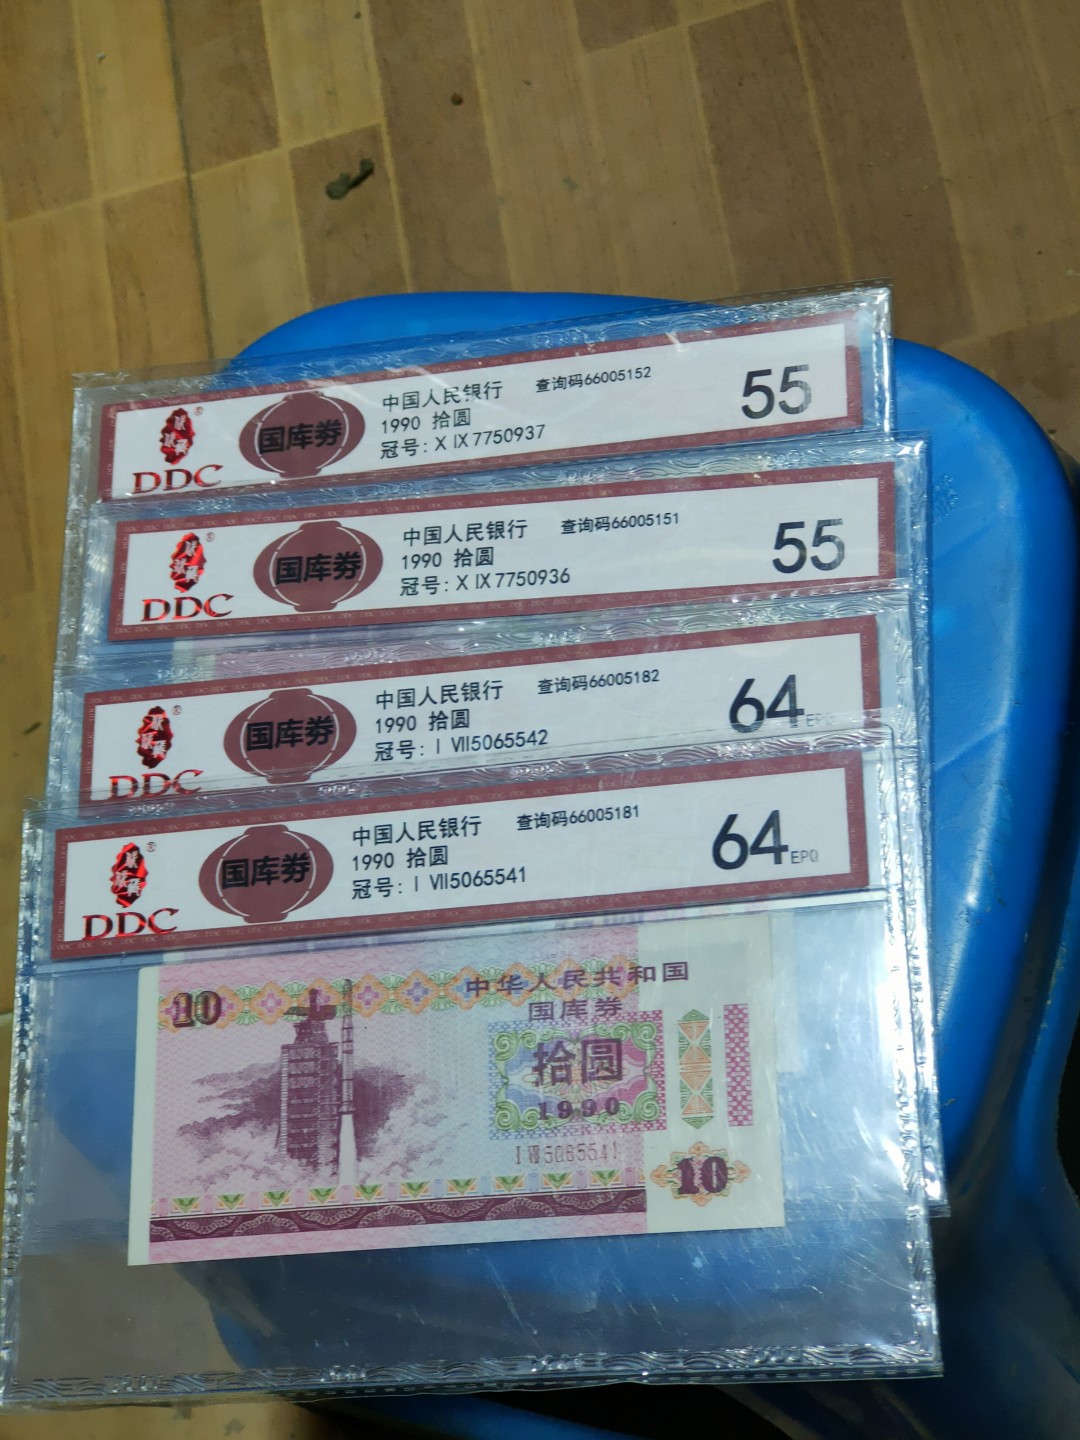 中国人民银行 查询码66005152
国库券 1990 拾圆 55
冠号: X IX 7750937
DDC
中国人民银行 查询码66005151
国库券 1990 拾圆 55
冠号: X IX 7750936
DDC
中国人民银行 查询码66005182
国库券 1990 拾圆 64 EPQ
冠号: I VII5065542
DDC
中国人民银行 查询码66005181
国库券 1990 拾圆 64 EPQ
冠号: I VII5065541
DDC
10 中华人民共和国
国库券
拾圆
1990
I VII 5065541
10